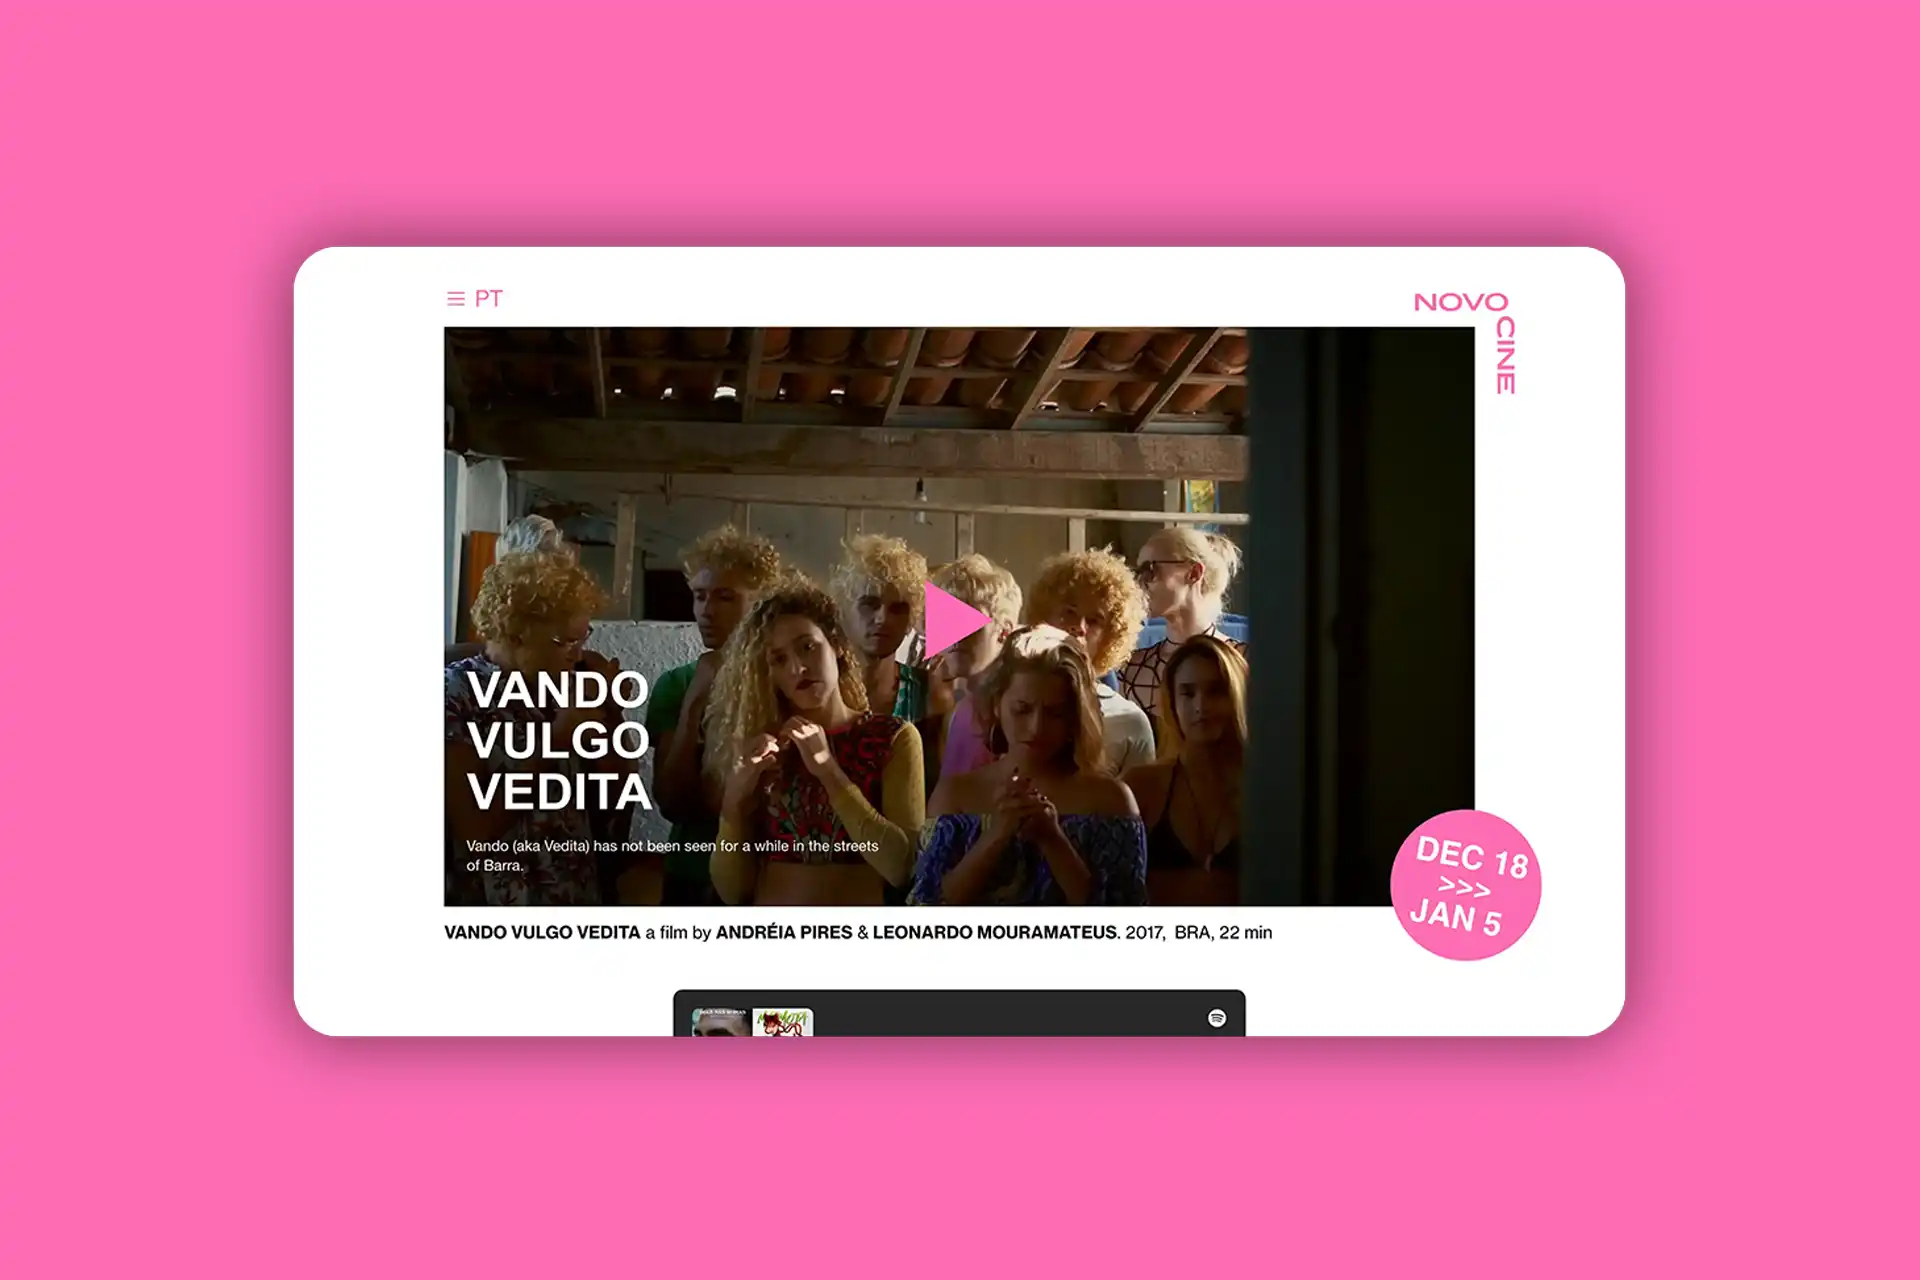 PT
NOVO
CINE
VANDO
VULGO
VEDITA
Vando (aka Vedita) has not been seen for a while in the streets
of Barra.
DEC 18
>>>
JAN 5
VANDO VULGO VEDITA a film by ANDRÉIA PIRES & LEONARDO MOURAMATEUS. 2017, BRA, 22 min